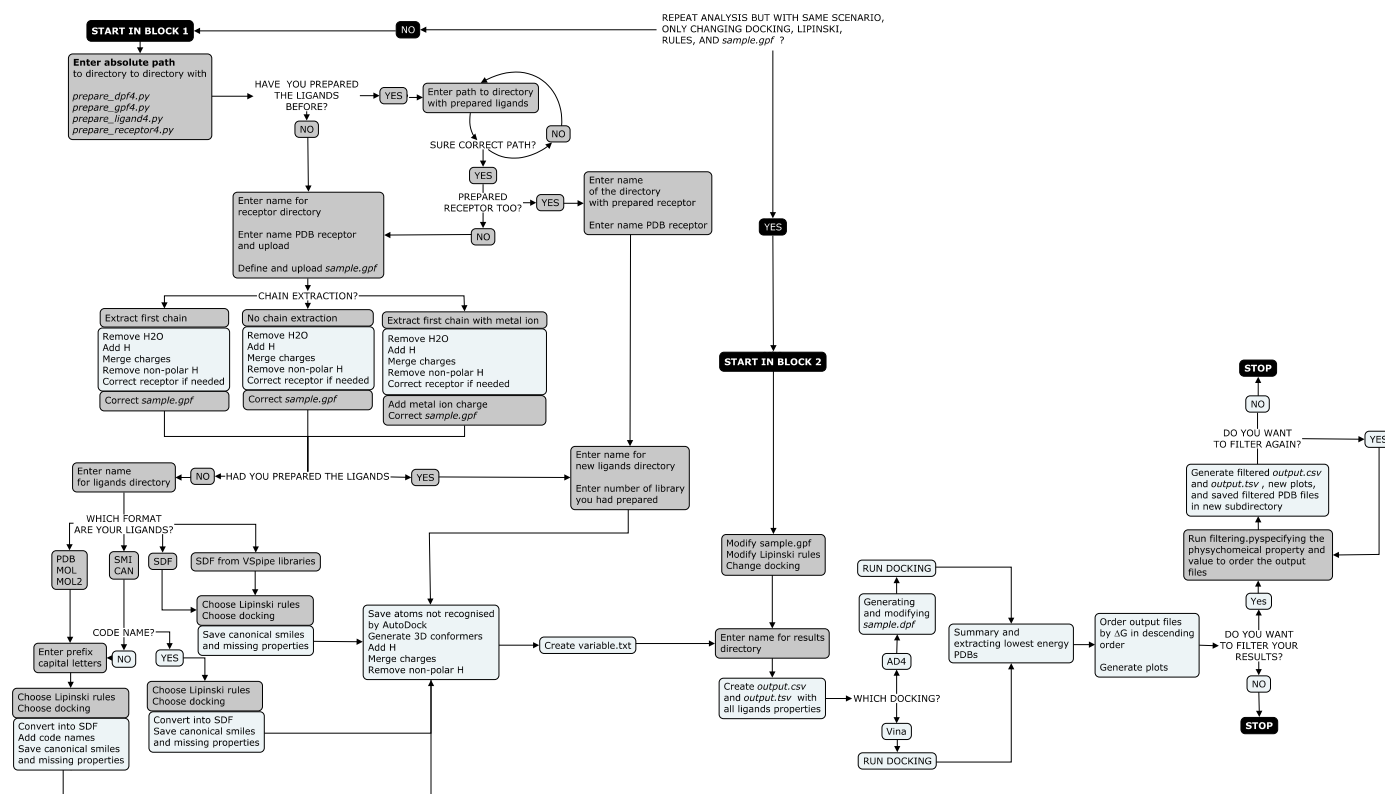 REPEAT ANALYSIS BUT WITH SAME SCENARIO,
ONLY CHANGING DOCKING, LIPINSKI,
RULES, AND sample.gpf ?
NO
START IN BLOCK 1
Enter absolute path
to directory to directory with
prepare_dpf4.py
prepare_gpf4.py
prepare_ligand4.py
prepare_receptor4.py
HAVE YOU PREPARED
THE LIGANDS
BEFORE?
YES
Enter path to directory
with prepared ligands
NO
NO
SURE CORRECT PATH?
YES
PREPARED
RECEPTOR TOO?
YES
Enter name
of the directory
with prepared receptor
Enter name PDB receptor
NO
Enter name for
receptor directory
Enter name PDB receptor
and upload
Define and upload sample.gpf
CHAIN EXTRACTION?
Extract first chain
Remove H2O
Add H
Merge charges
Remove non-polar H
Correct receptor if needed
Correct sample.gpf
No chain extraction
Remove H2O
Add H
Merge charges
Remove non-polar H
Correct receptor if needed
Correct sample.gpf
Extract first chain with metal ion
Remove H2O
Add H
Merge charges
Remove non-polar H
Correct receptor if needed
Add metal ion charge
Correct sample.gpf
HAD YOU PREPARED THE LIGANDS
NO
YES
Enter name
for ligands directory
Enter name for
new ligands directory
Enter number of library
you had prepared
WHICH FORMAT
ARE YOUR LIGANDS?
PDB
MOL
MOL2
SMI
CAN
SDF
SDF from VSpipe libraries
Choose Lipinski rules
Choose docking
Save canonical smiles
and missing properties
CODE NAME?
NO
YES
Enter prefix
capital letters
Choose Lipinski rules
Choose docking
Convert into SDF
Add code names
Save canonical smiles
and missing properties
Choose Lipinski rules
Choose docking
Convert into SDF
Save canonical smiles
and missing properties
Save atoms not recognised
by AutoDock
Generate 3D conformers
Add H
Merge charges
Remove non-polar H
Create variable.txt
YES
START IN BLOCK 2
Modify sample.gpf
Modify Lipinski rules
Change docking
Enter name for results
directory
Create output.csv
and output.tsv with
all ligands properties
WHICH DOCKING?
AD4
Generating
and modifying
sample.dpf
RUN DOCKING
Vina
RUN DOCKING
Summary and
extracting lowest energy
PDBs
Order output files
by ΔG in descending
order
Generate plots
DO YOU WANT
TO FILTER YOUR
RESULTS?
NO
STOP
Yes
Run filtering.pyspecifying the
physychomeical property and
value to order the output
files
Generate filtered output.csv
and output.tsv , new plots,
and saved filtered PDB files
in new subdirectory
DO YOU WANT
TO FILTER AGAIN?
YES
NO
STOP